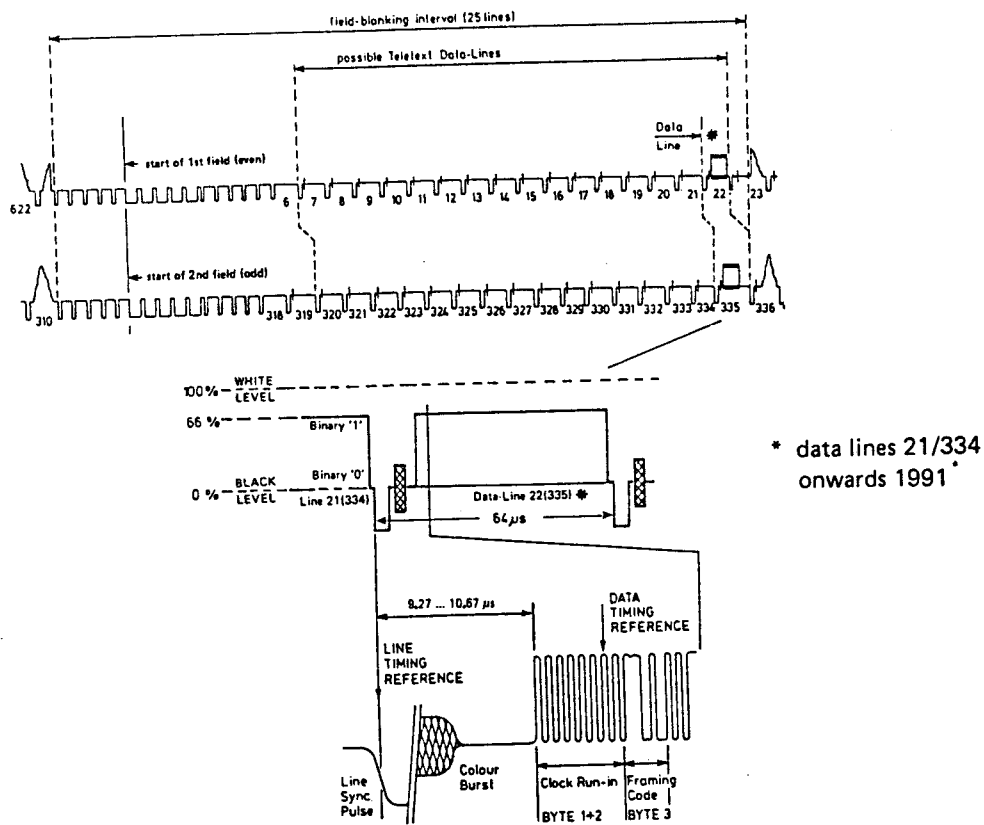 field-blanking interval (25 lines)
possible Teletext Data-Lines
Data
Line
*
start of 1st field (even)
622
6 7 8 9 10 11 12 13 14 15 16 17 18 19 20 21 22 23
start of 2nd field (odd)
310
318 319 320 321 322 323 324 325 326 327 328 329 330 331 332 333 334 335 336
100% WHITE
LEVEL
66 %
Binary '1'
Binary '0'
0 % BLACK
LEVEL
Line 21(334)
Data-Line 22(335) *
64 µs
* data lines 21/334
onwards 1991
9,27 ... 10,67 µs
DATA
TIMING
REFERENCE
LINE
TIMING
REFERENCE
Line
Sync.
Pulse
Colour
Burst
Clock Run-in
Framing
Code
BYTE 1+2
BYTE 3